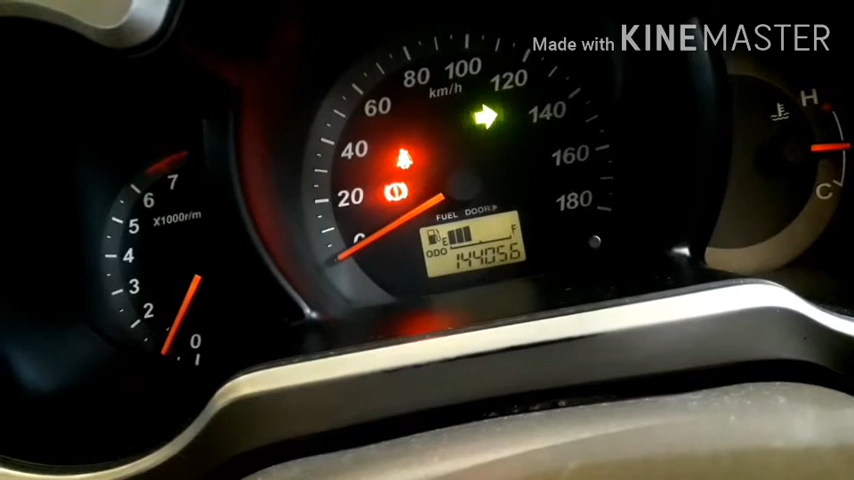 Made with KINEMASTER
0 1 2 3 4 5 6 7
X1000r/m
0 20 40 60 80 100 120 140 160 180
km/h
FUEL DOOR▶
E F
ODO 144056
H
C